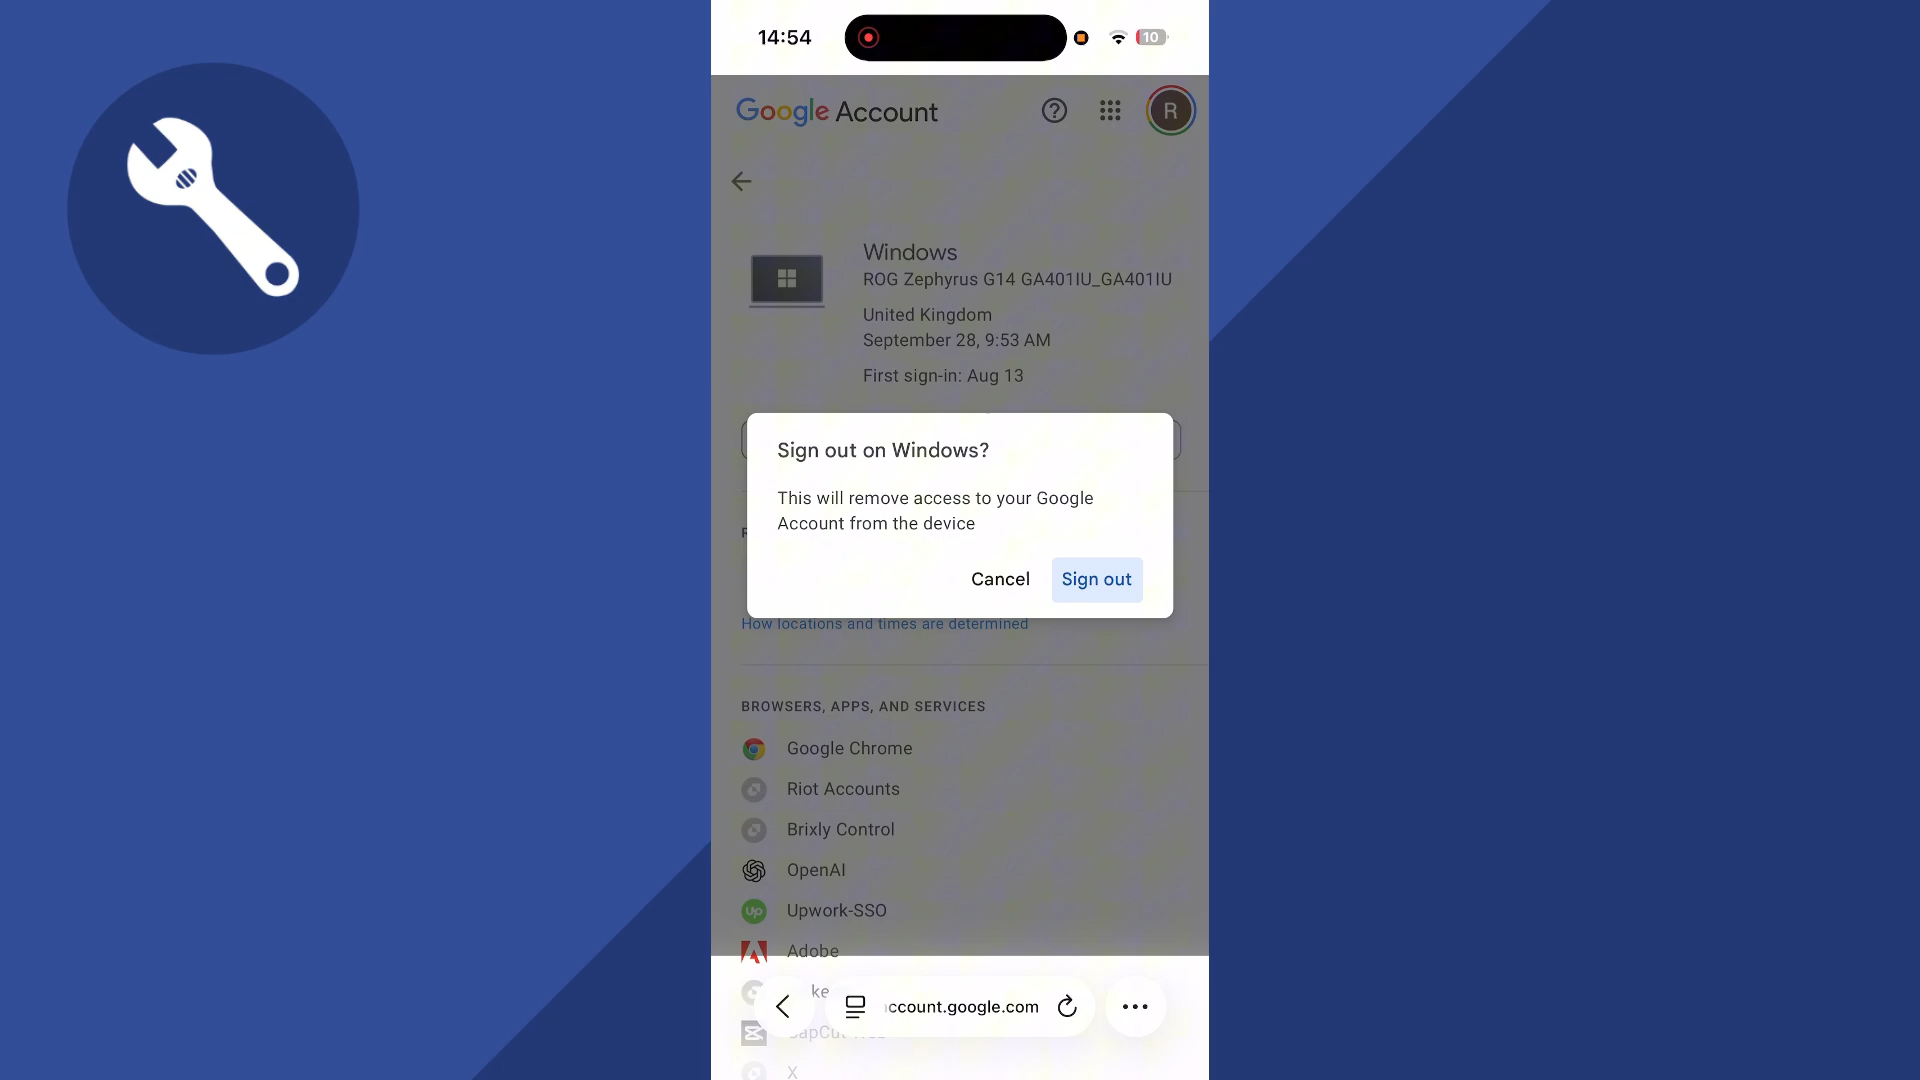 14:54
10
Google Account
R
Windows
ROG Zephyrus G14 GA401IU_GA401IU
United Kingdom
September 28, 9:53 AM
First sign-in: Aug 13
Sign out on Windows?
This will remove access to your Google
Account from the device
Cancel
Sign out
How locations and times are determined
BROWSERS, APPS, AND SERVICES
Google Chrome
Riot Accounts
Brixly Control
OpenAI
Up
Upwork-SSO
Adobe
ke
ccount.google.com
X